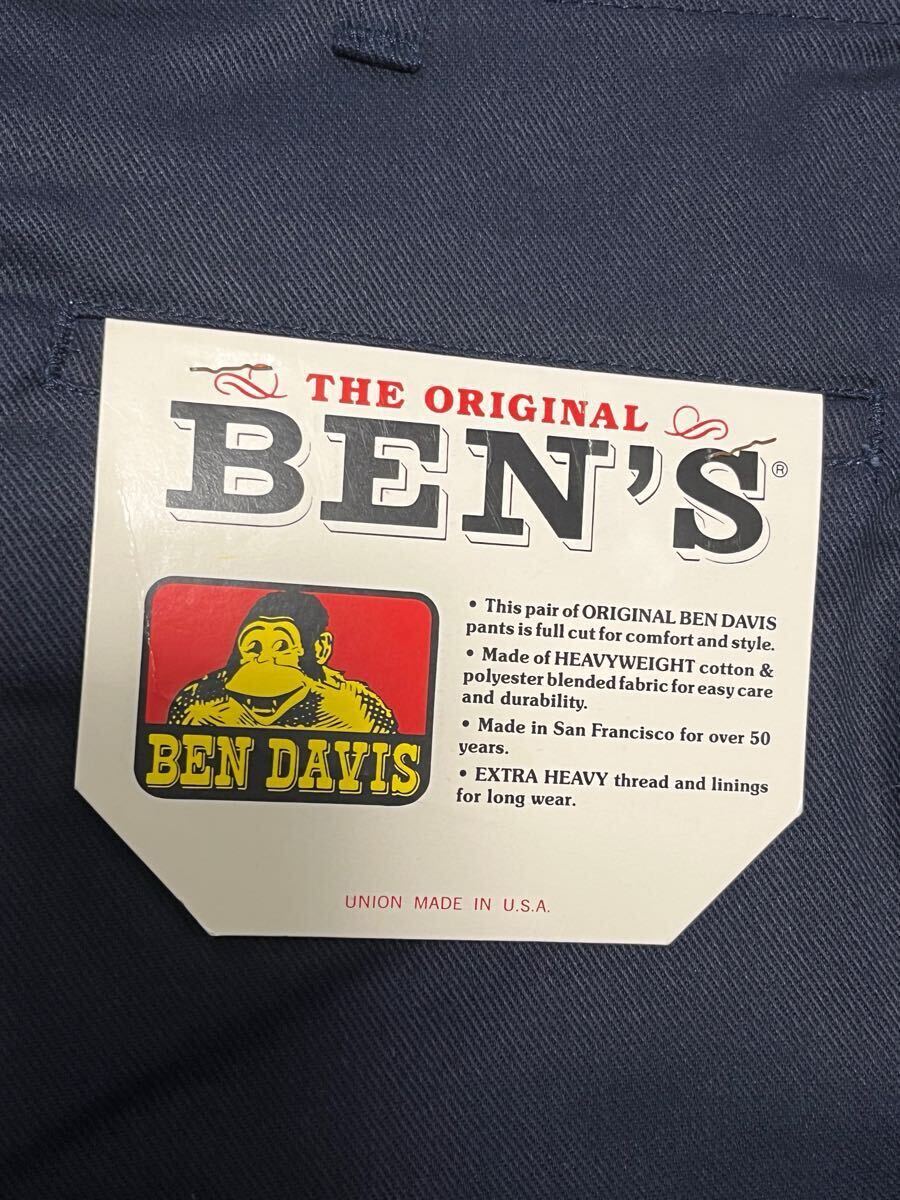 THE ORIGINAL
BEN'S®
• This pair of ORIGINAL BEN DAVIS
pants is full cut for comfort and style.
• Made of HEAVYWEIGHT cotton &
polyester blended fabric for easy care
and durability.
• Made in San Francisco for over 50
years.
• EXTRA HEAVY thread and linings
for long wear.
BEN DAVIS
UNION MADE IN U.S.A.